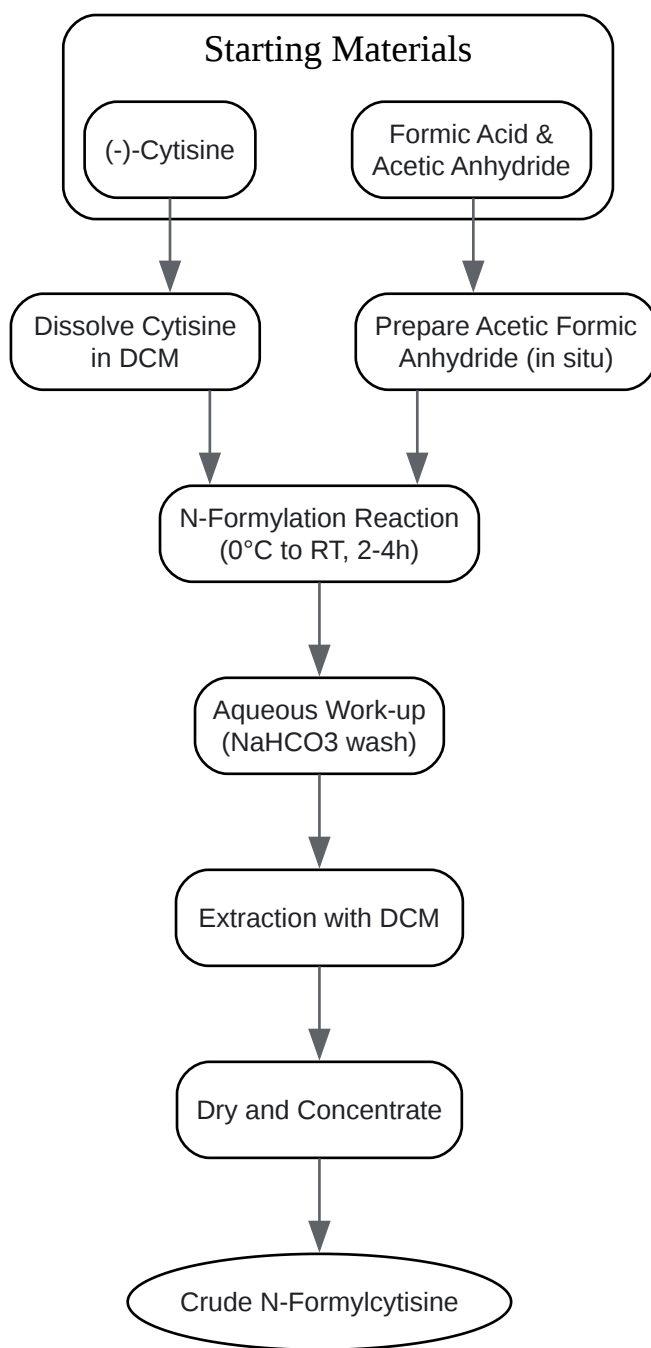 Starting Materials
(-)-Cytisine
Formic Acid &
Acetic Anhydride
Dissolve Cytisine
in DCM
Prepare Acetic Formic
Anhydride (in situ)
N-Formylation Reaction
(0°C to RT, 2-4h)
Aqueous Work-up
(NaHCO3 wash)
Extraction with DCM
Dry and Concentrate
Crude N-Formylcytisine